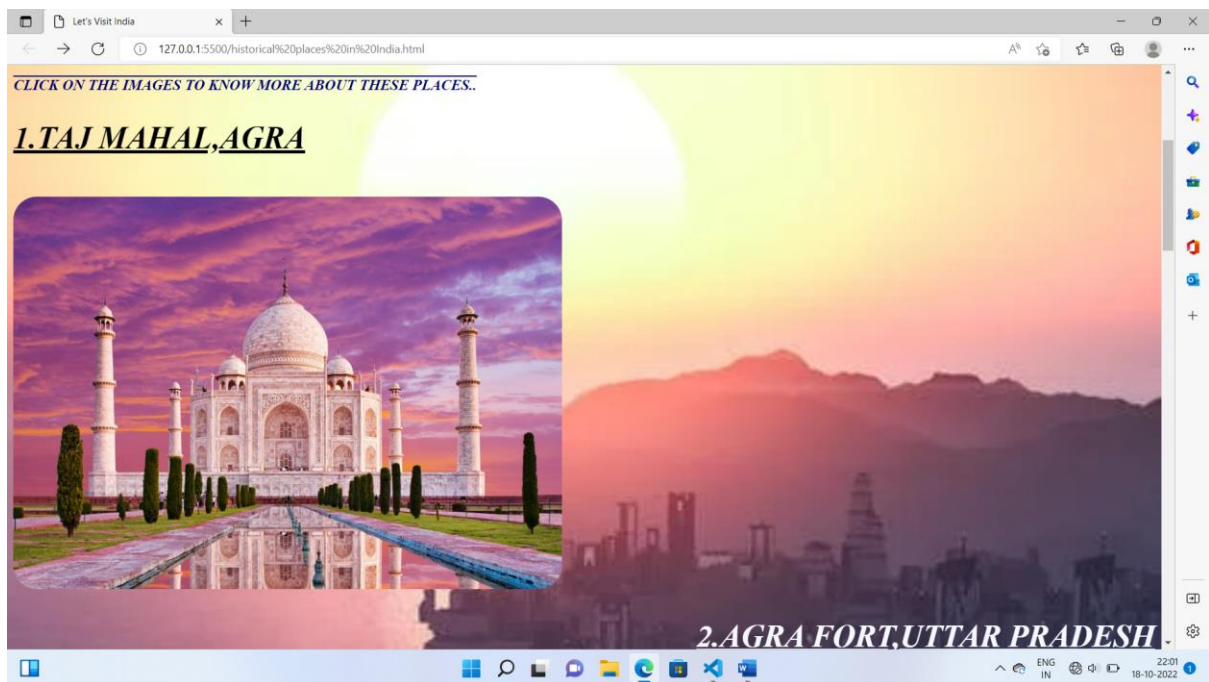 Let's Visit India
127.0.0.1:5500/historical%20places%20in%20India.html
CLICK ON THE IMAGES TO KNOW MORE ABOUT THESE PLACES..
1.TAJ MAHAL,AGRA
2.AGRA FORT,UTTAR PRADESH
ENG
IN
22:01
18-10-2022
1